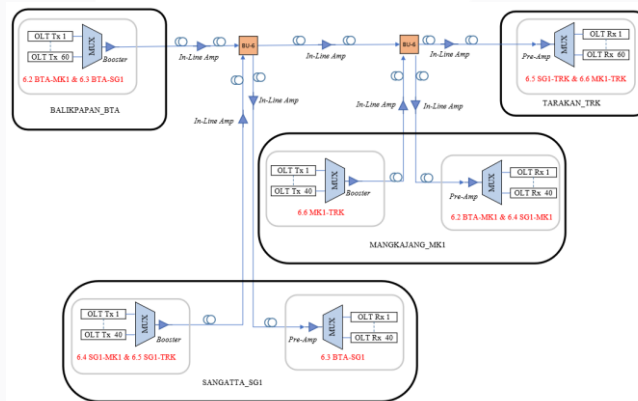 OLT Tx 1
OLT Tx 60
MUX
Booster
6.2 BTA-MK1 & 6.3 BTA-SG1
BALIKPAPAN_BTA
In-Line Amp
BU-6
In-Line Amp
BU-6
In-Line Amp
Pre-Amp
MUX
OLT Rx 1
OLT Rx 60
6.5 SG1-TRK & 6.6 MK1-TRK
TARAKAN_TRK
In-Line Amp
In-Line Amp
In-Line Amp
In-Line Amp
OLT Tx 1
OLT Tx 40
MUX
Booster
6.6 MK1-TRK
Pre-Amp
MUX
OLT Rx 1
OLT Rx 40
6.2 BTA-MK1 & 6.4 SG1-MK1
MANGKAJANG_MK1
OLT Tx 1
OLT Tx 40
MUX
Booster
6.4 SG1-MK1 & 6.5 SG1-TRK
Pre-Amp
MUX
OLT Rx 1
OLT Rx 40
6.3 BTA-SG1
SANGATTA_SG1